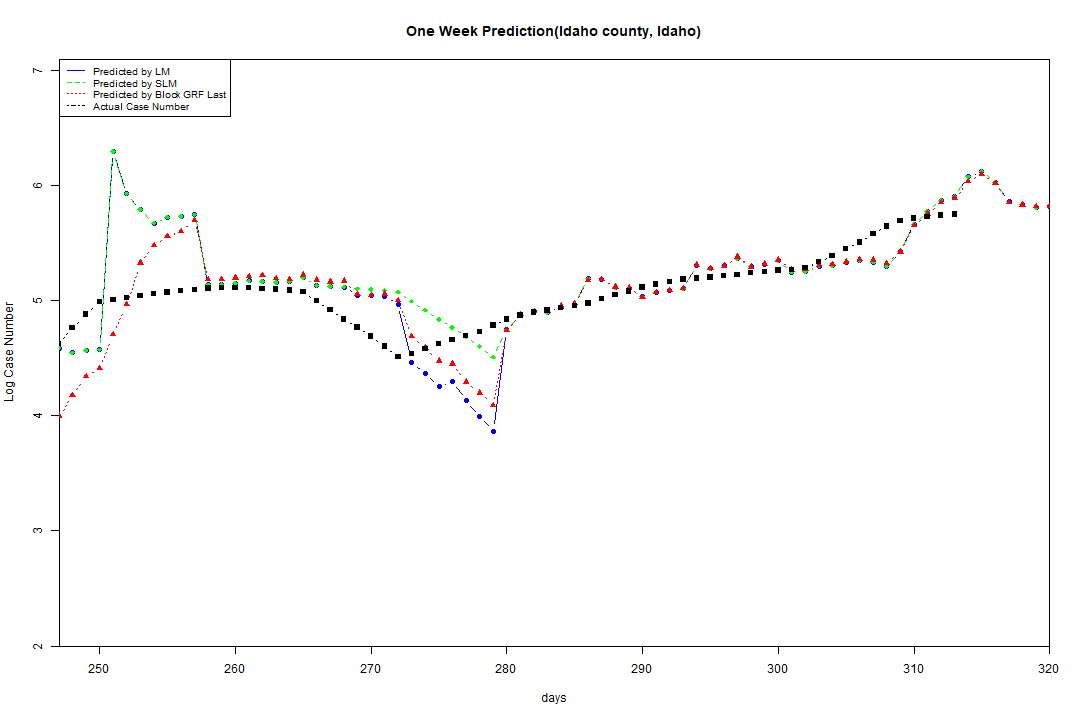 One Week Prediction(Idaho county, Idaho)
Predicted by LM
Predicted by SLM
Predicted by Block GRF Last
Actual Case Number
Log Case Number
7
6
5
4
3
2
250 260 270 280 290 300 310 320
days